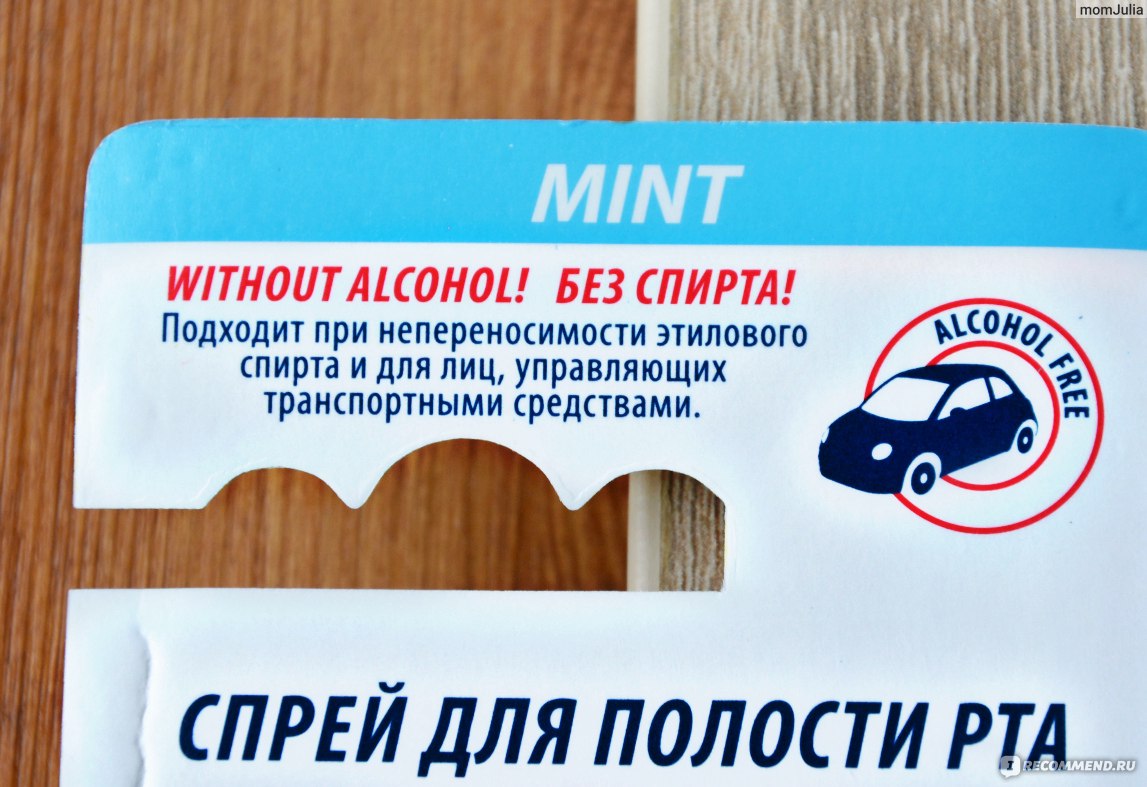 momJulia
MINT
WITHOUT ALCOHOL! БЕЗ СПИРТА!
Подходит при непереносимости этилового
спирта и для лиц, управляющих
транспортными средствами.
ALCOHOL FREE
СПРЕЙ ДЛЯ ПОЛОСТИ РТА
IRECOMMEND.RU